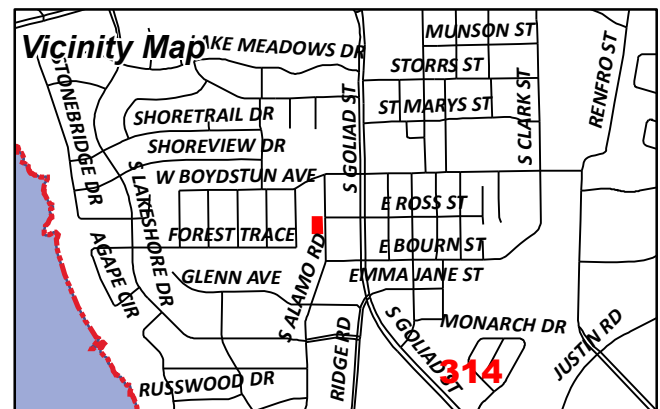 Vicinity Map
LAKE MEADOWS DR
MUNSON ST
STORRS ST
ST MARYS ST
S CLARK ST
RENFRO ST
STONEBRIDGE DR
SHORETRAIL DR
SHOREVIEW DR
S GOLIAD ST
W BOYDSTUN AVE
S LAKESHORE DR
E ROSS ST
FOREST TRACE
E BOURN ST
AGAPE CIR
GLENN AVE
S ALAMO RD
EMMA JANE ST
S GOLIAD ST
MONARCH DR
314
JUSTIN RD
RIDGE RD
RUSSWOOD DR